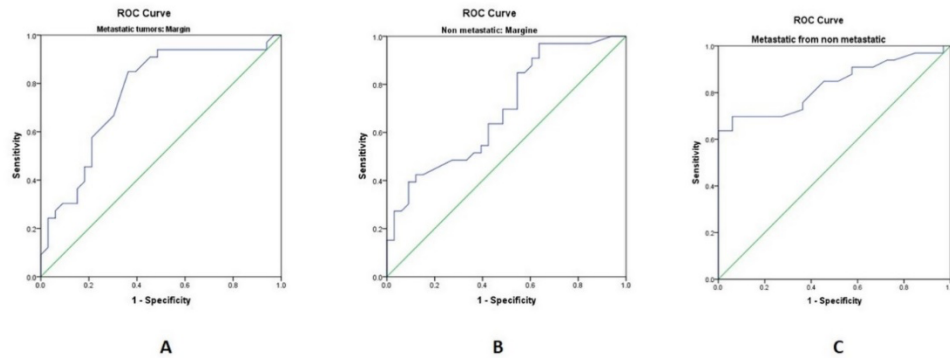 ROC Curve
Metastatic tumors: Margin
Sensitivity
1.0
0.8
0.6
0.4
0.2
0.0
0.0 0.2 0.4 0.6 0.8 1.0
1 - Specificity
A
ROC Curve
Non metastatic: Margine
Sensitivity
1.0
0.8
0.6
0.4
0.2
0.0
0.0 0.2 0.4 0.6 0.8 1.0
1 - Specificity
B
ROC Curve
Metastatic from non metastatic
Sensitivity
1.0
0.8
0.6
0.4
0.2
0.0
0.0 0.2 0.4 0.6 0.8 1.0
1 - Specificity
C